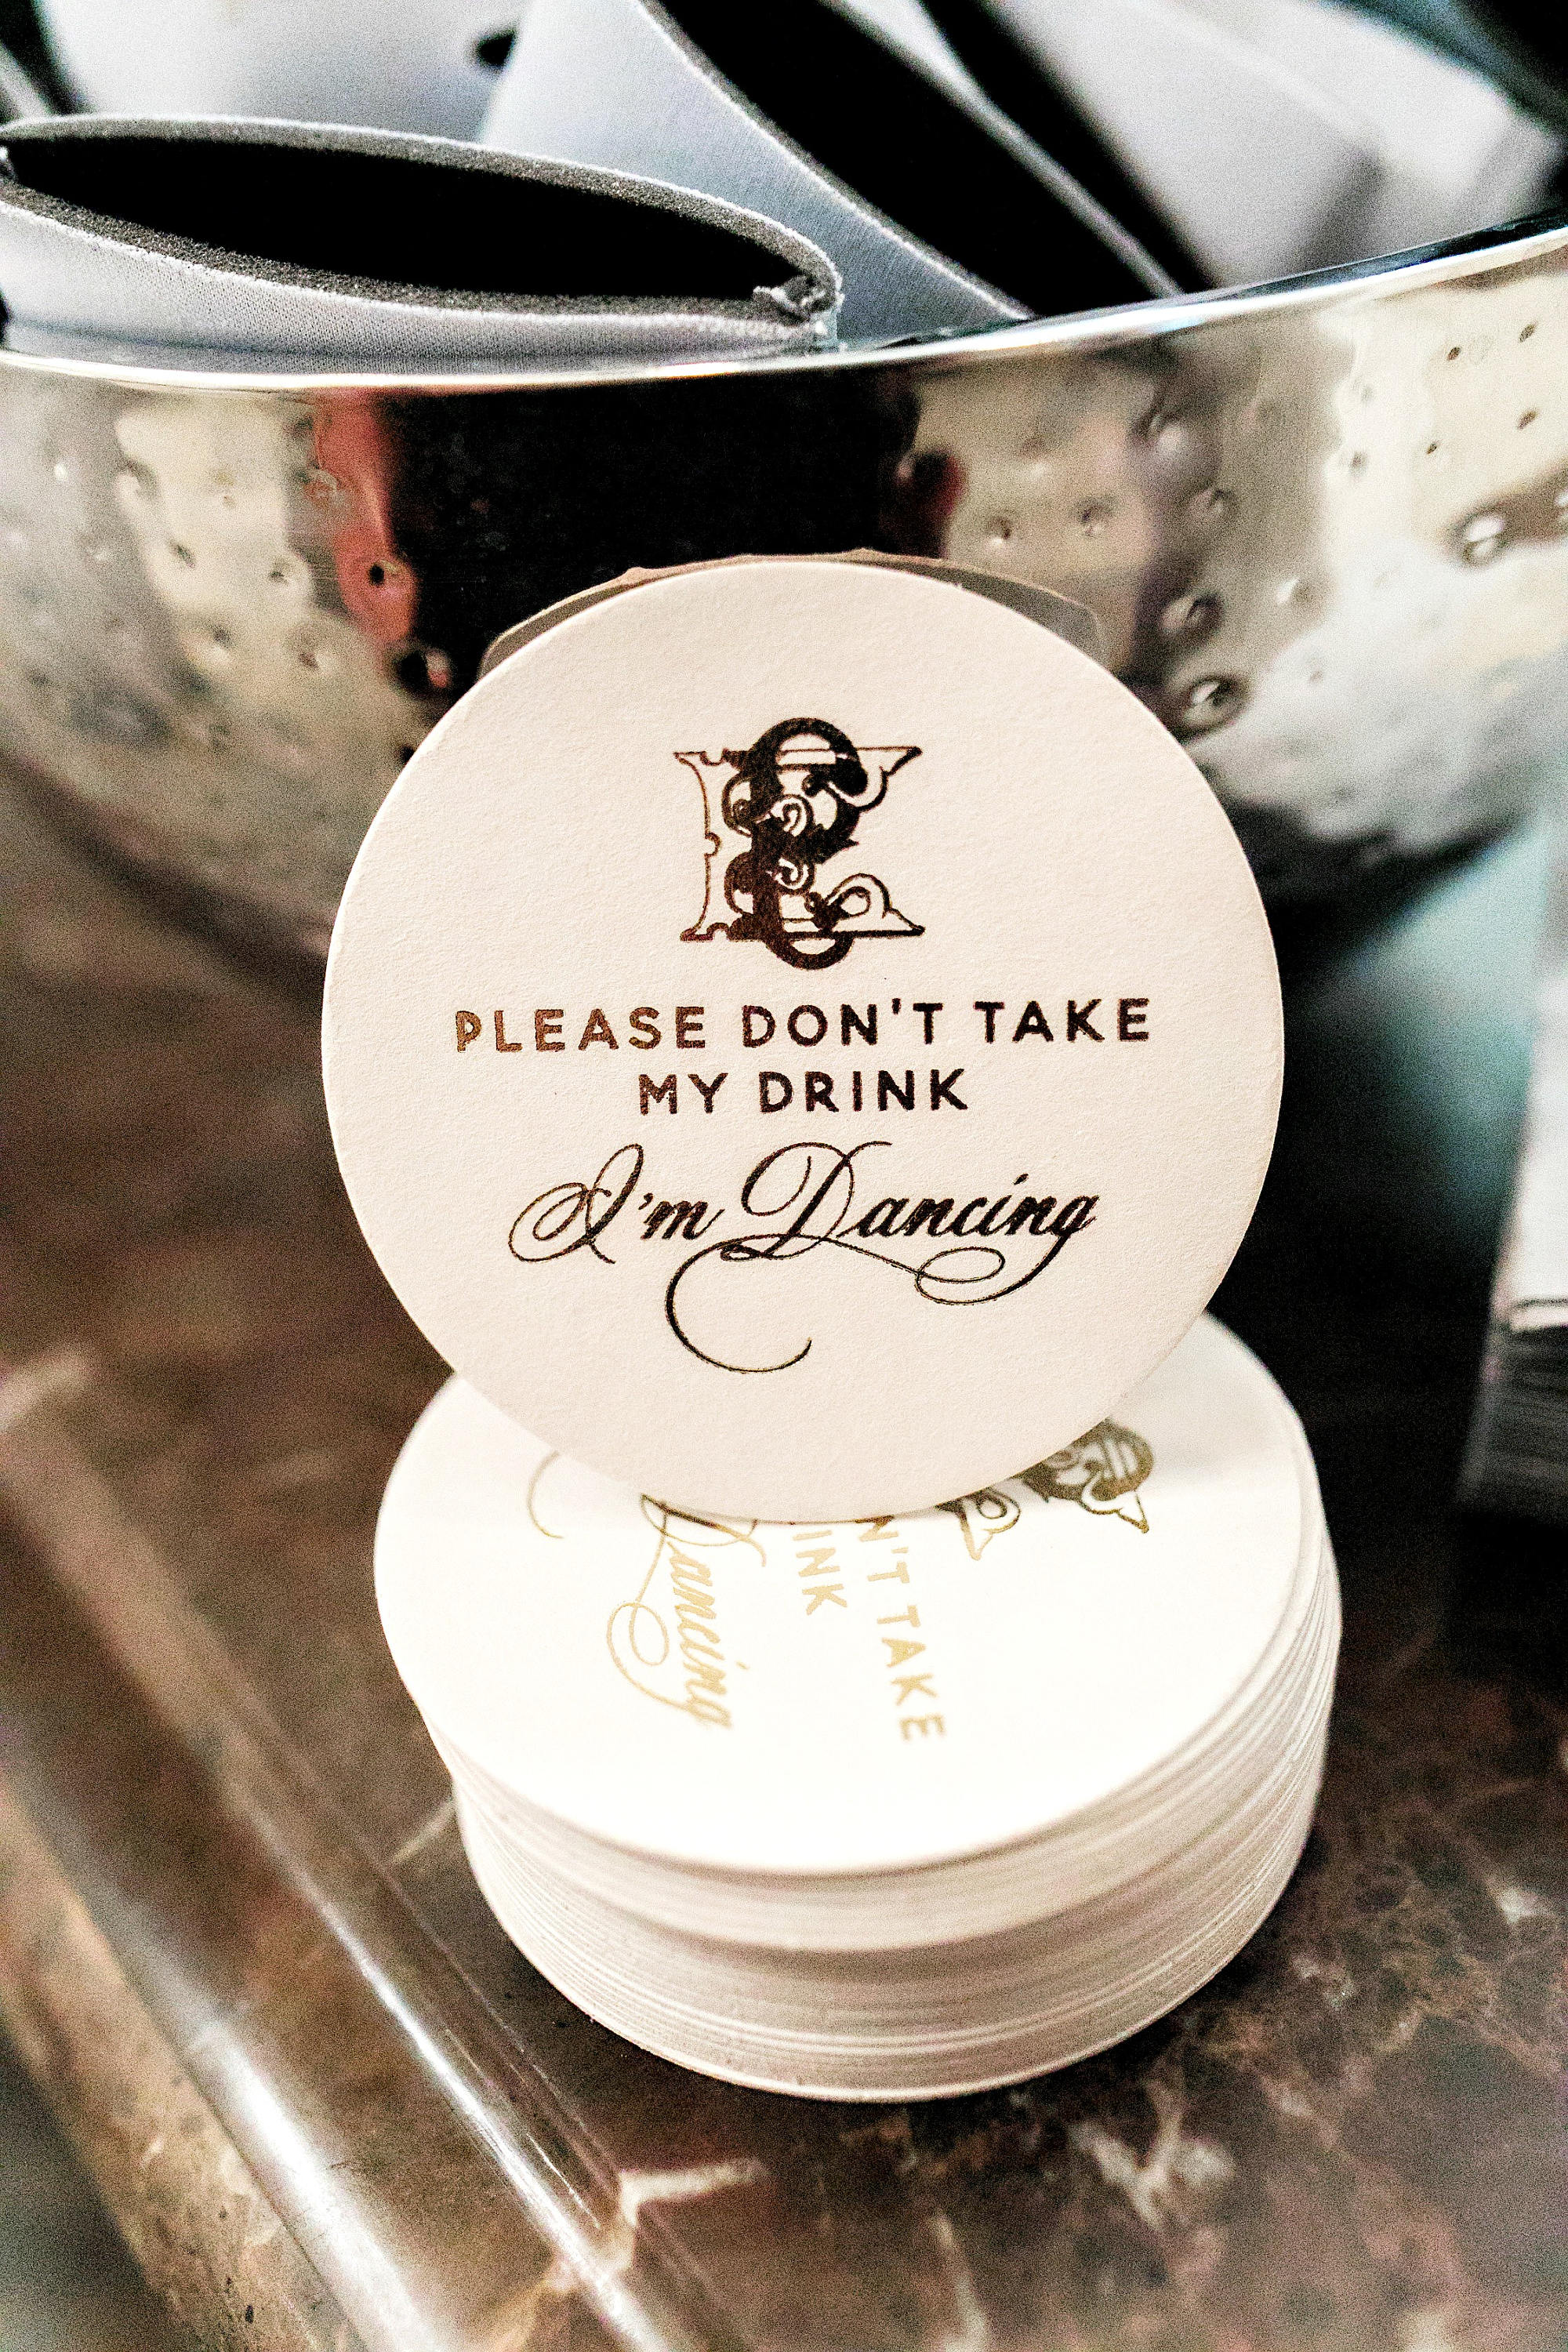 PLEASE DON'T TAKE
MY DRINK
I'm Dancing
N'T TAKE
INK
Dancing